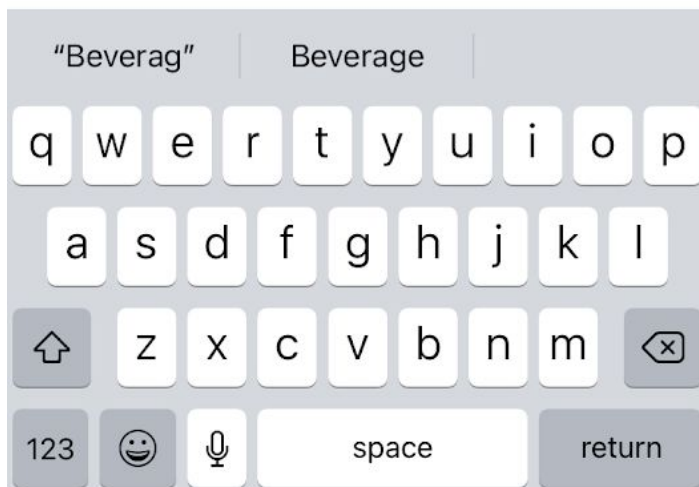 “Beverag” Beverage
q w e r t y u i o p
a s d f g h j k l
z x c v b n m
123 space return